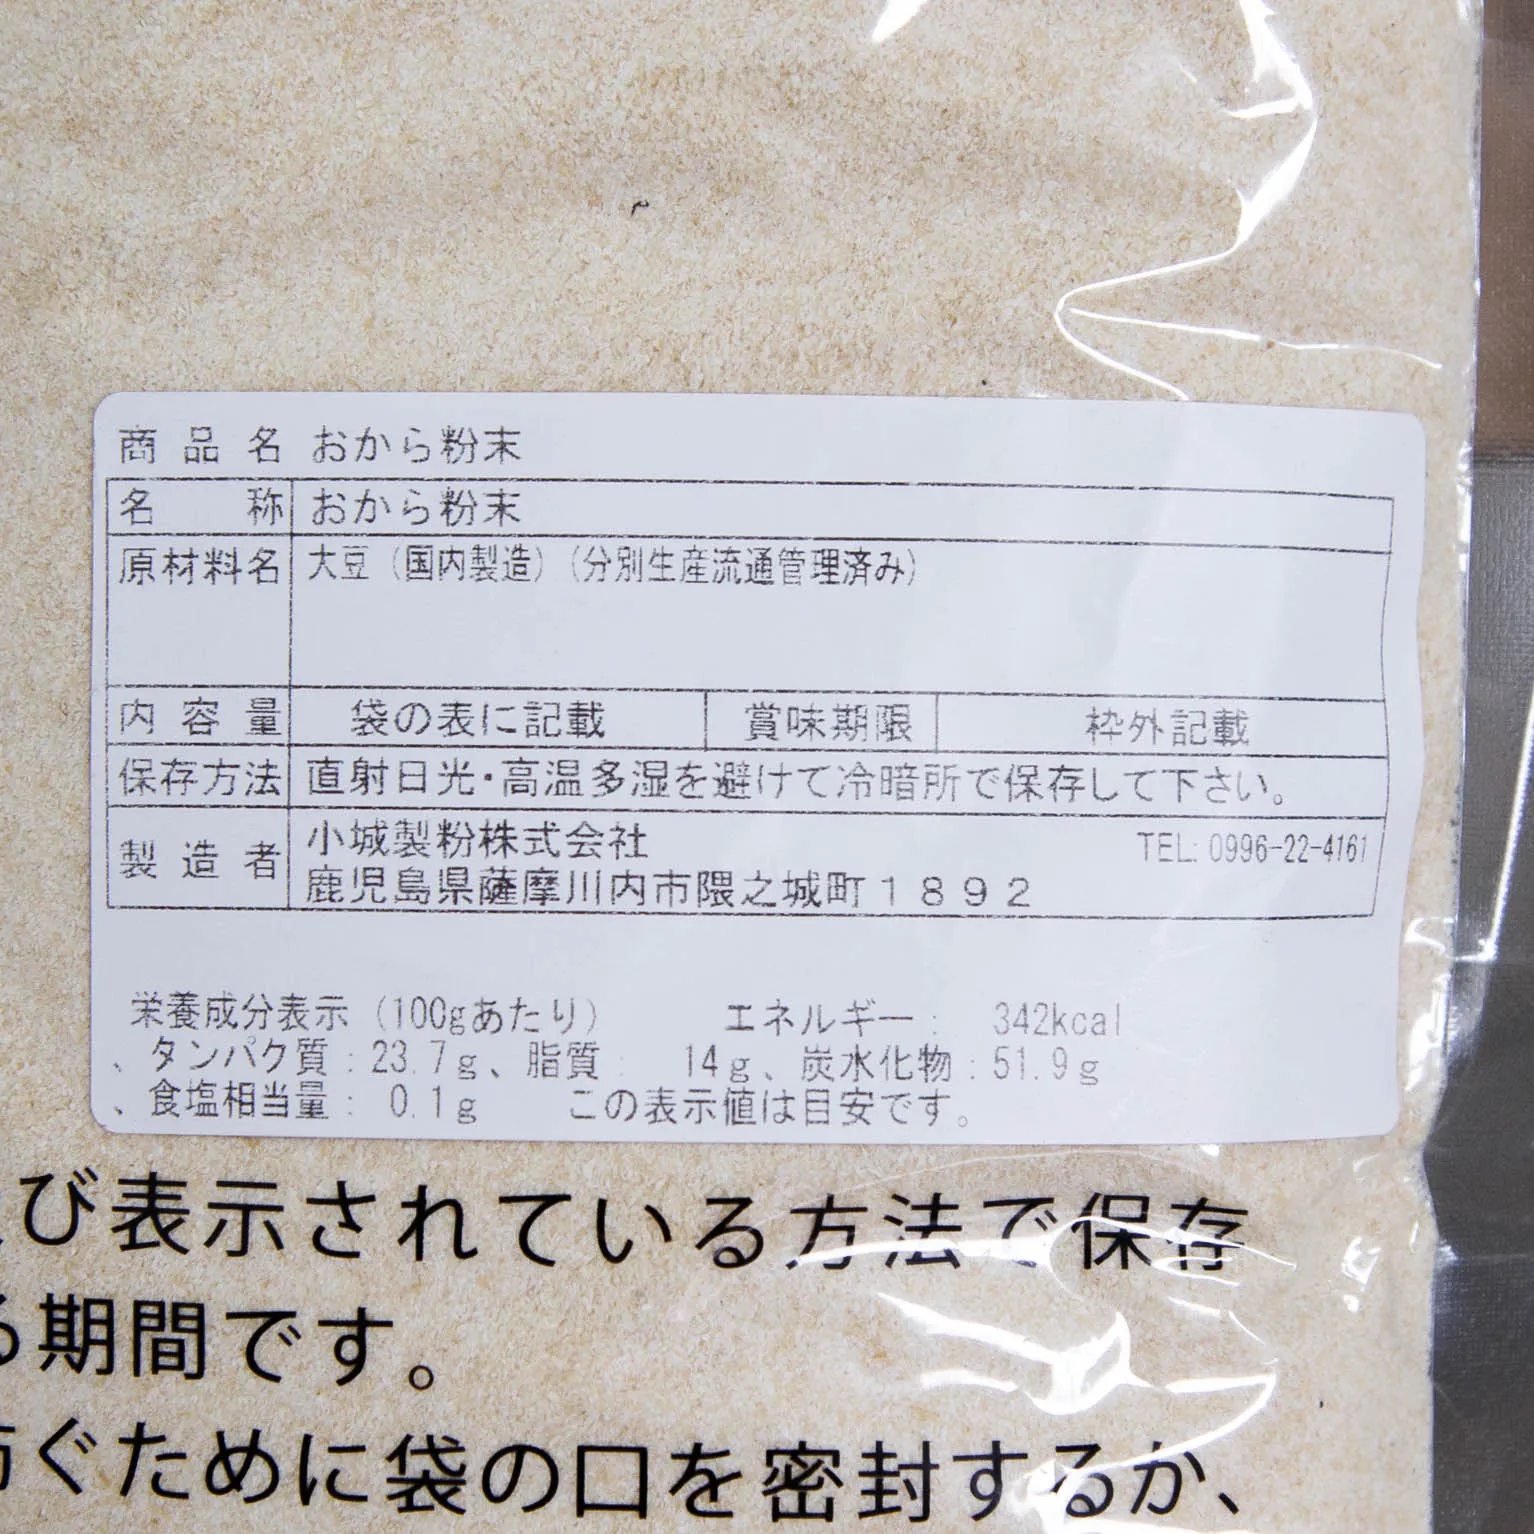 商品名 おから粉末
名称 おから粉末
原材料名 大豆(国内製造)(分別生産流通管理済み)
内容量 袋の表に記載 賞味期限 枠外記載
保存方法 直射日光・高温多湿を避けて冷暗所で保存して下さい。
製造者 小城製粉株式会社 TEL:0996-22-4161
鹿児島県薩摩川内市隈之城町1892
栄養成分表示(100gあたり) エネルギー: 342kcal
、タンパク質:23.7g、脂質: 14g、炭水化物:51.9g
、食塩相当量: 0.1g この表示値は目安です。
び表示されている方法で保存
る期間です。
ぐために袋の口を密封するか、